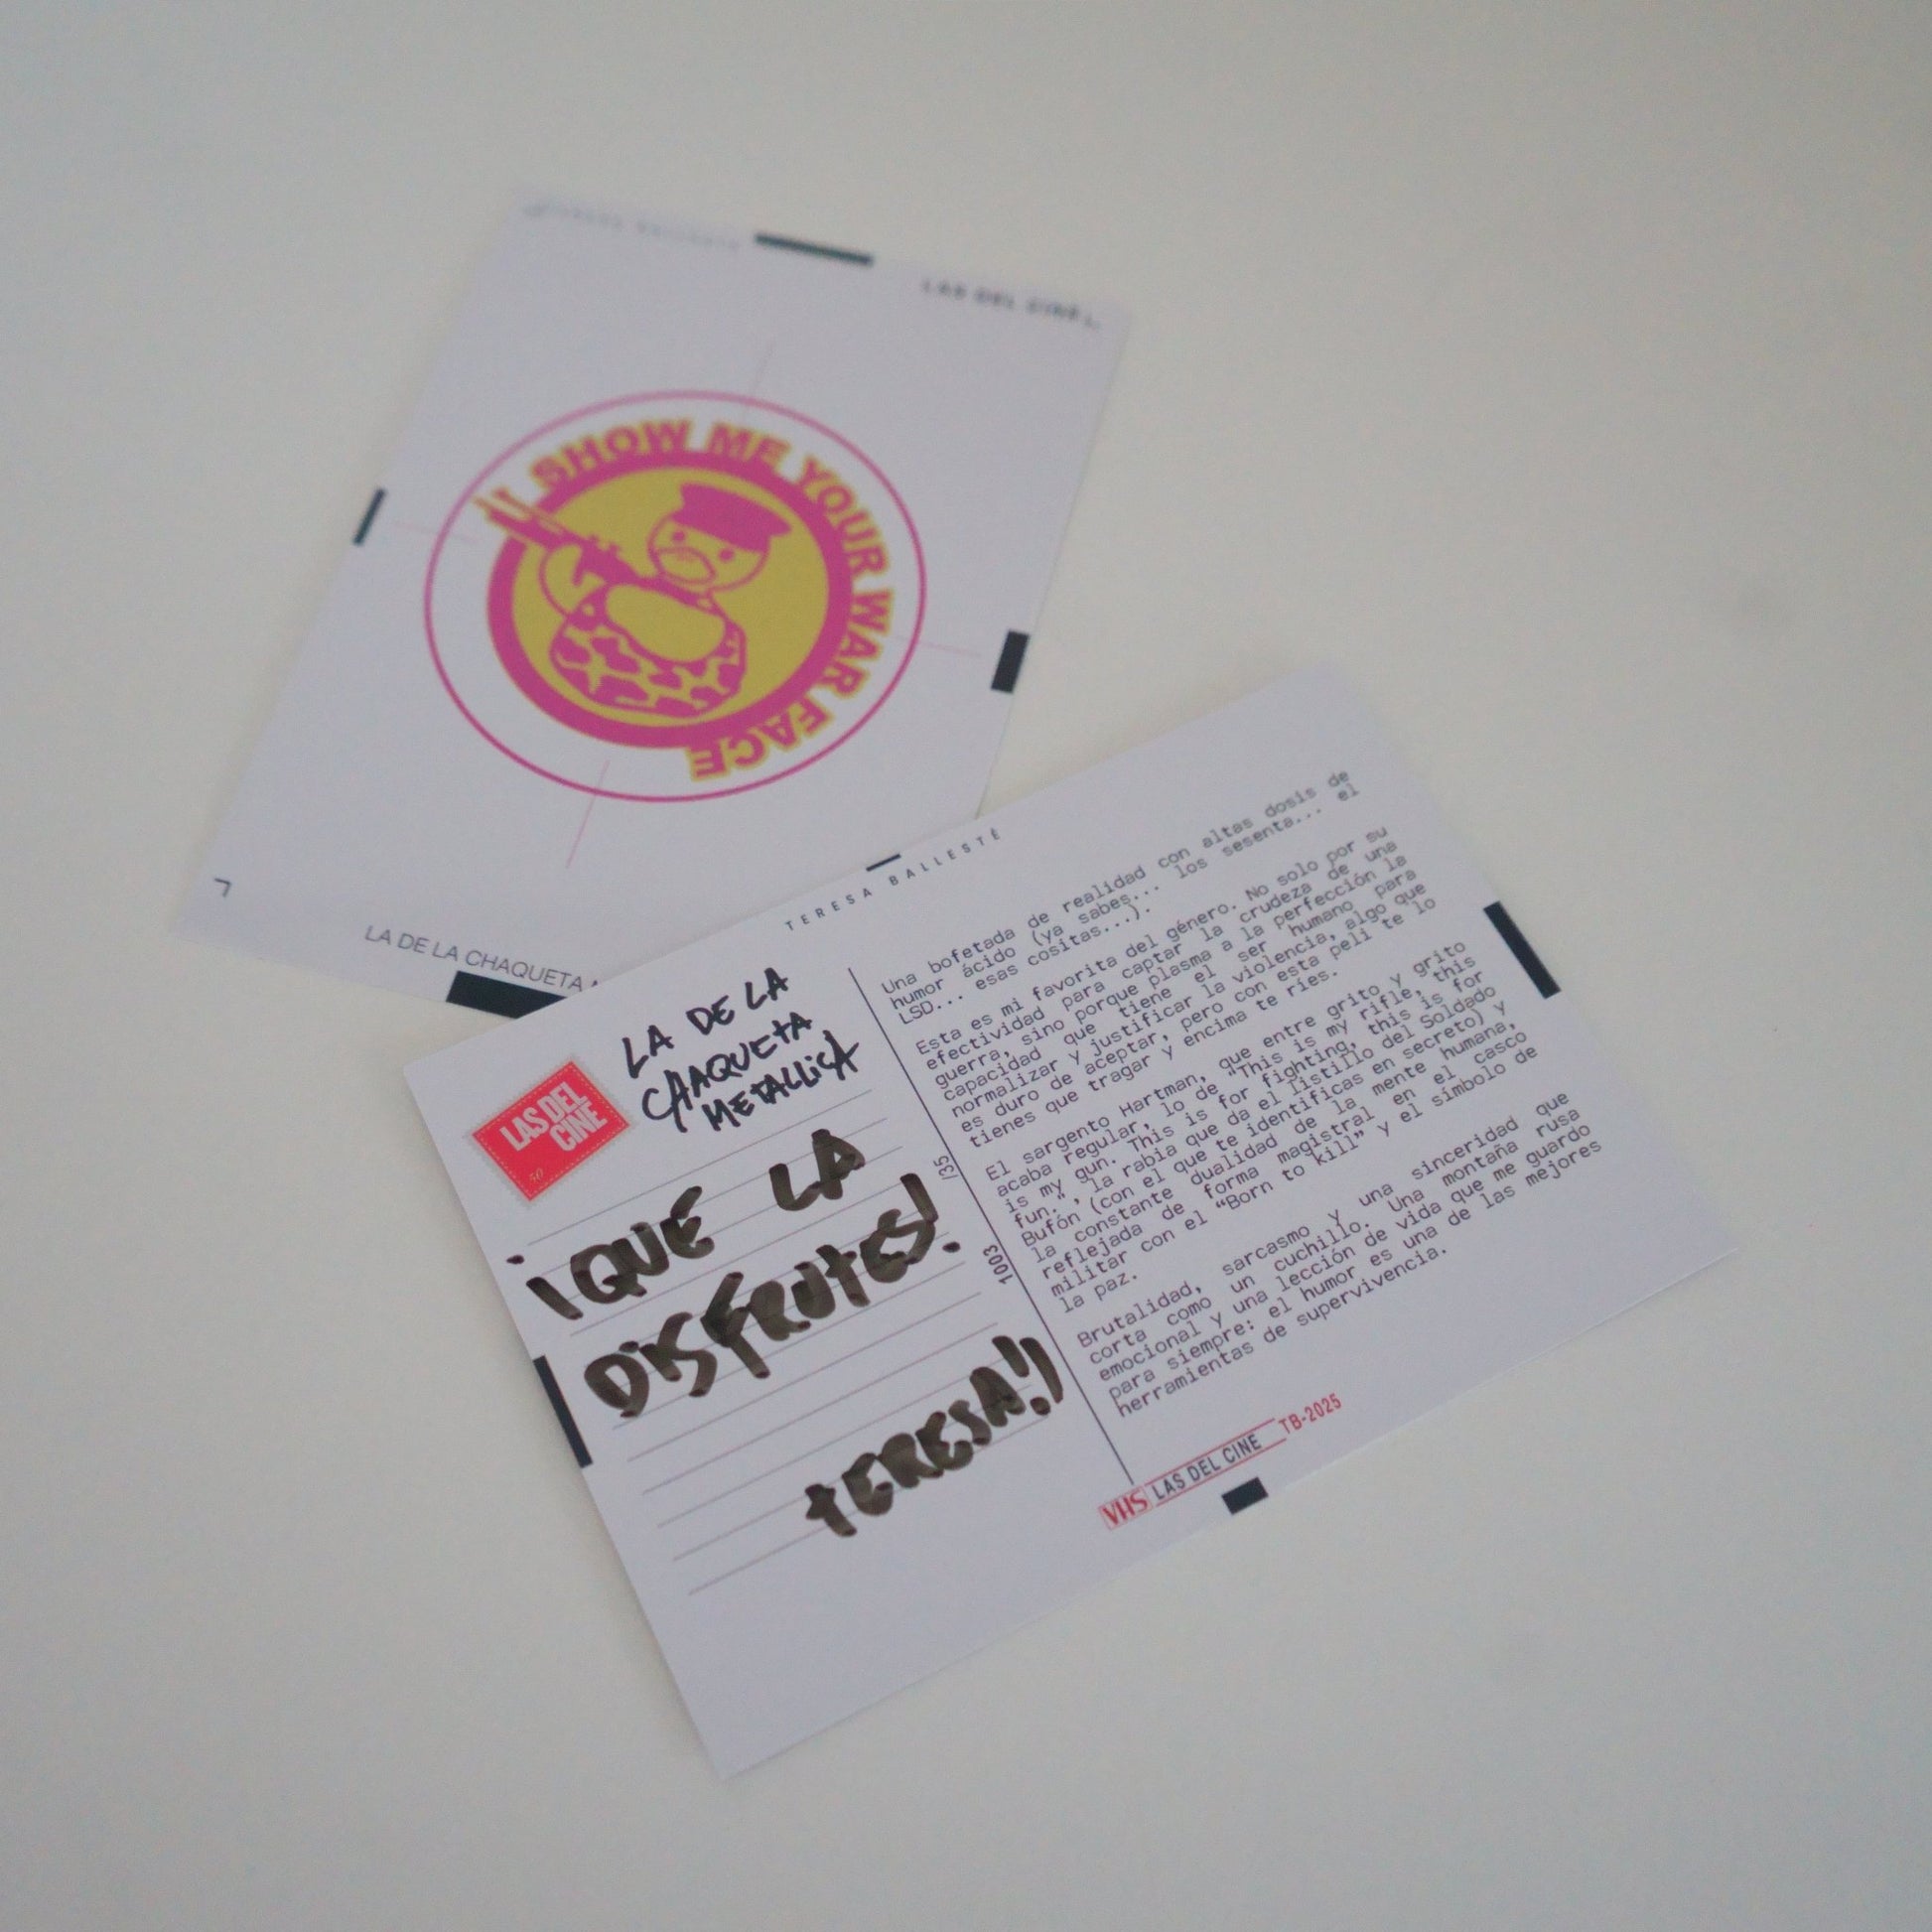 LAS DEL CINE
SHOW ME YOUR WAR FACE
LA DE LA CHAQUETA
TERESA BALLESTÉ
LAS DEL
CINE
50
LA DE LA
CHAQUETA
METALLICA
¡QUE LA
DISFRUTES!
TERESA!)
/35
1003
Una bofetada de realidad con altas dosis de
humor ácido (ya sabes... los sesenta... el
LSD... esas cositas...).
Esta es mi favorita del género. No solo por su
efectividad para captar la crudeza de una
guerra, sino porque plasma a la perfección la
capacidad que tiene el ser humano para
normalizar y justificar la violencia, algo que
es duro de aceptar, pero con esta peli te lo
tienes que tragar y encima te ríes.
El sargento Hartman, que entre grito y grito
acaba regular, lo de "This is my rifle, this
is my gun. This is for fighting, this is for
fun.", la rabia que da el listillo del Soldado
Bufón (con el que te identificas en secreto) y
la constante dualidad de la mente humana,
reflejada de forma magistral en el casco
militar con el “Born to kill” y el símbolo de
la paz.
Brutalidad, sarcasmo y una sinceridad que
corta como un cuchillo. Una montaña rusa
emocional y una lección de vida que me guardo
para siempre: el humor es una de las mejores
herramientas de supervivencia.
VHS LAS DEL CINE TB-2025